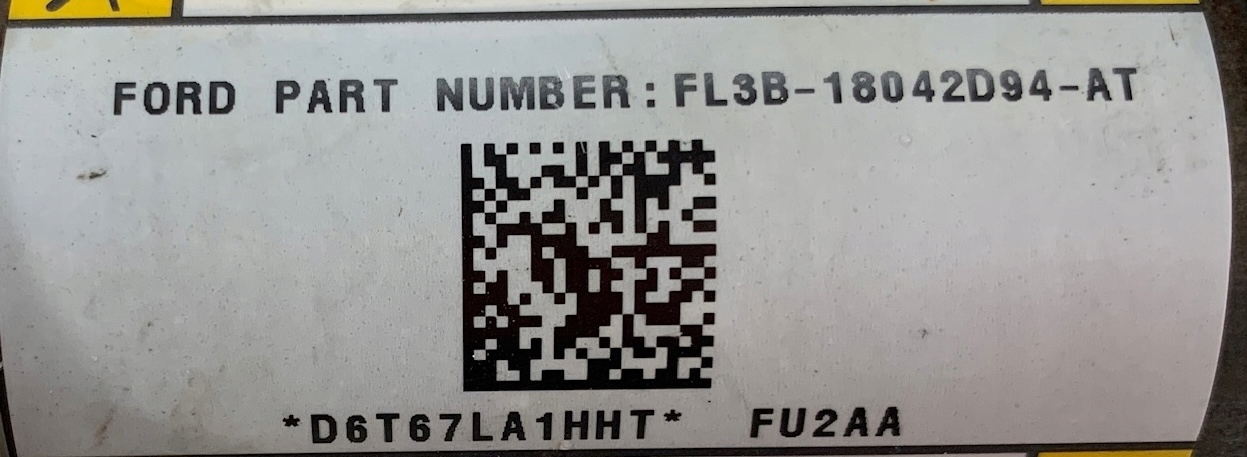 FORD PART NUMBER:FL3B-18042D94-AT
*D6T67LA1HHT* FU2AA